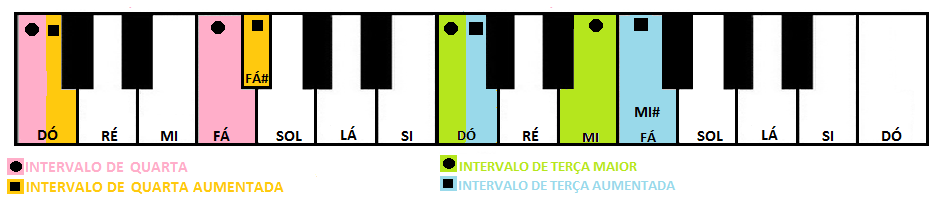 FÁ#
MI#
DÓ RÉ MI FÁ SOL LÁ SI DÓ RÉ MI FÁ SOL LÁ SI DÓ
INTERVALO DE QUARTA
INTERVALO DE QUARTA AUMENTADA
INTERVALO DE TERÇA MAIOR
INTERVALO DE TERÇA AUMENTADA